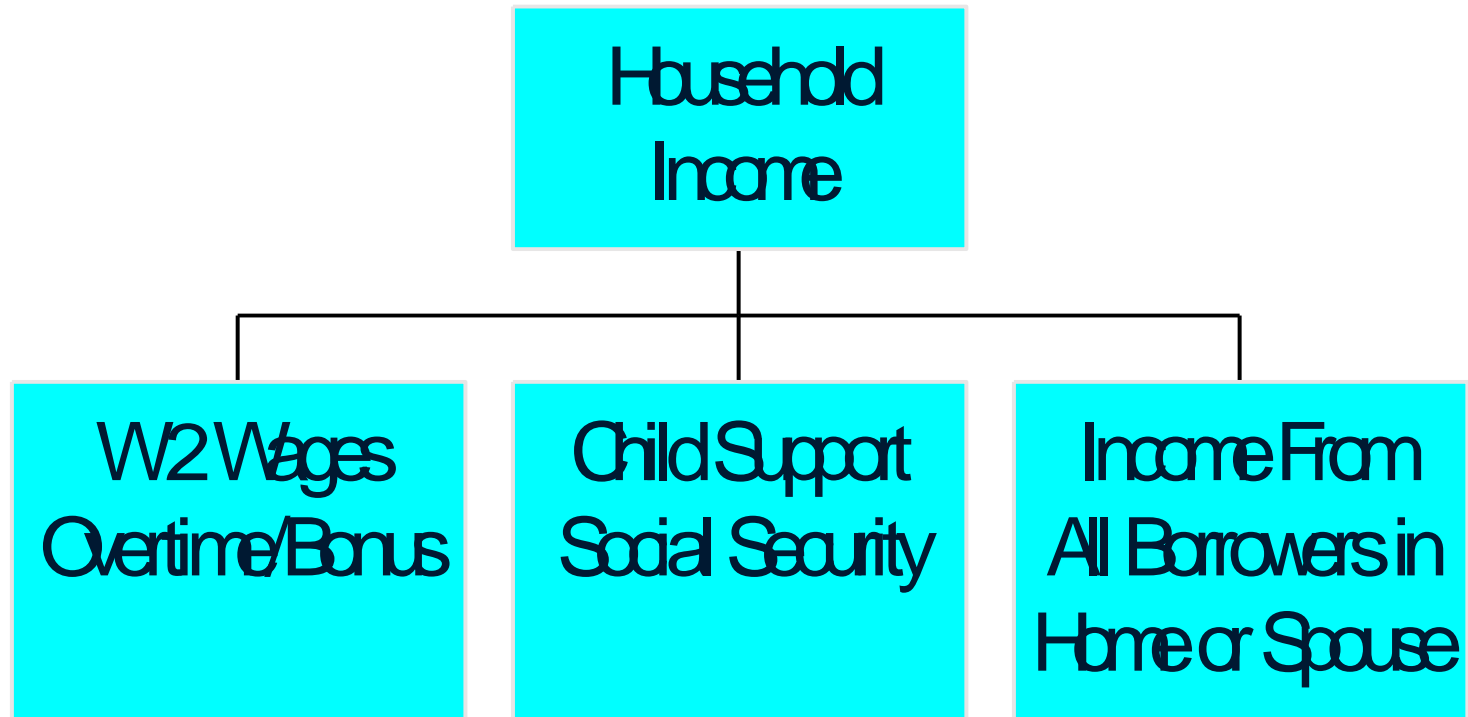 Household
Income
W2 Wages
Overtime/Bonus
Child Support
Social Security
Income From
All Borrowers in
Home or Spouse